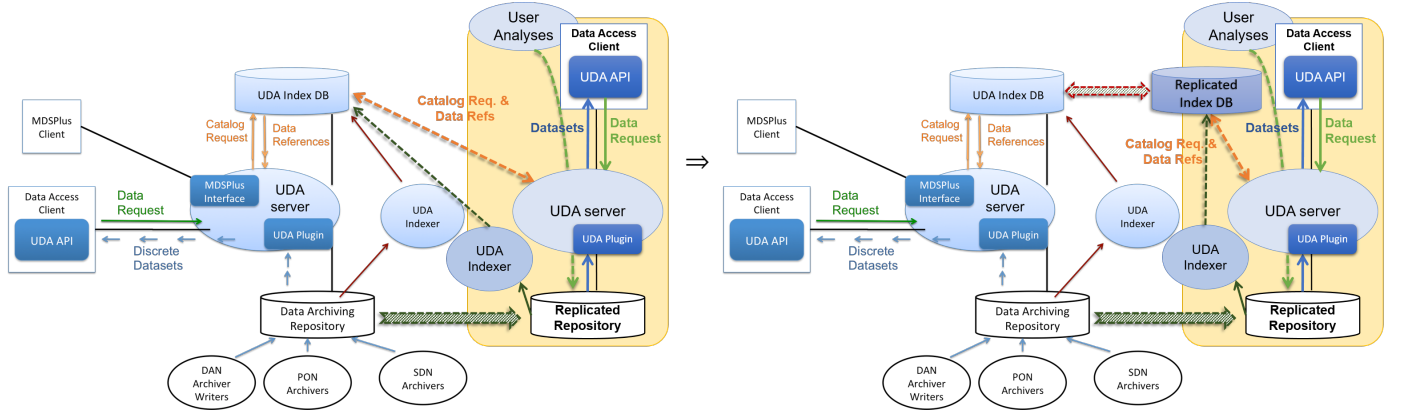 User
Analyses
Data Access
Client
UDA API
UDA Index DB
Catalog Req. &
Data Refs
Datasets
Data
Request
MDSPlus
Client
Catalog
Request
Data
References
MDSPlus
Interface
UDA
server
UDA Plugin
Data Access
Client
UDA API
Data
Request
Discrete
Datasets
UDA
Indexer
UDA
Indexer
UDA server
UDA Plugin
Data Archiving
Repository
Replicated
Repository
DAN
Archiver
Writers
PON
Archivers
SDN
Archivers
⇒
User
Analyses
Data Access
Client
UDA API
UDA Index DB
Replicated
Index DB
Catalog Req.
& Data Refs
Datasets
Data
Request
MDSPlus
Client
Catalog
Request
Data
References
MDSPlus
Interface
UDA
server
UDA Plugin
Data Access
Client
UDA API
Data
Request
Discrete
Datasets
UDA
Indexer
UDA
Indexer
UDA server
UDA Plugin
Data Archiving
Repository
Replicated
Repository
DAN
Archiver
Writers
PON
Archivers
SDN
Archivers